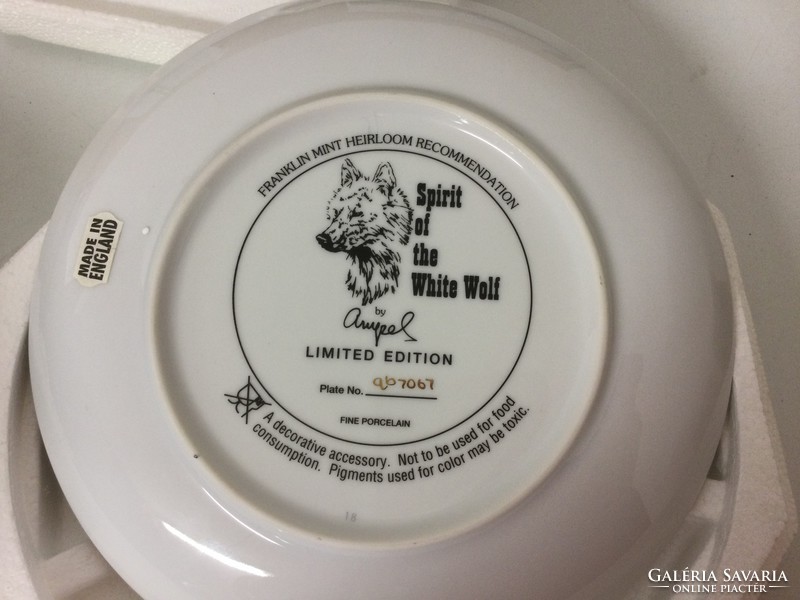 FRANKLIN MINT HEIRLOOM RECOMMENDATION
Spirit
of
the
White Wolf
by
LIMITED EDITION
Plate No. qb7067
FINE PORCELAIN
A decorative accessory. Not to be used for food
consumption. Pigments used for color may be toxic.
18
MADE IN
ENGLAND
GALÉRIA SAVARIA
ONLINE PIACTÉR